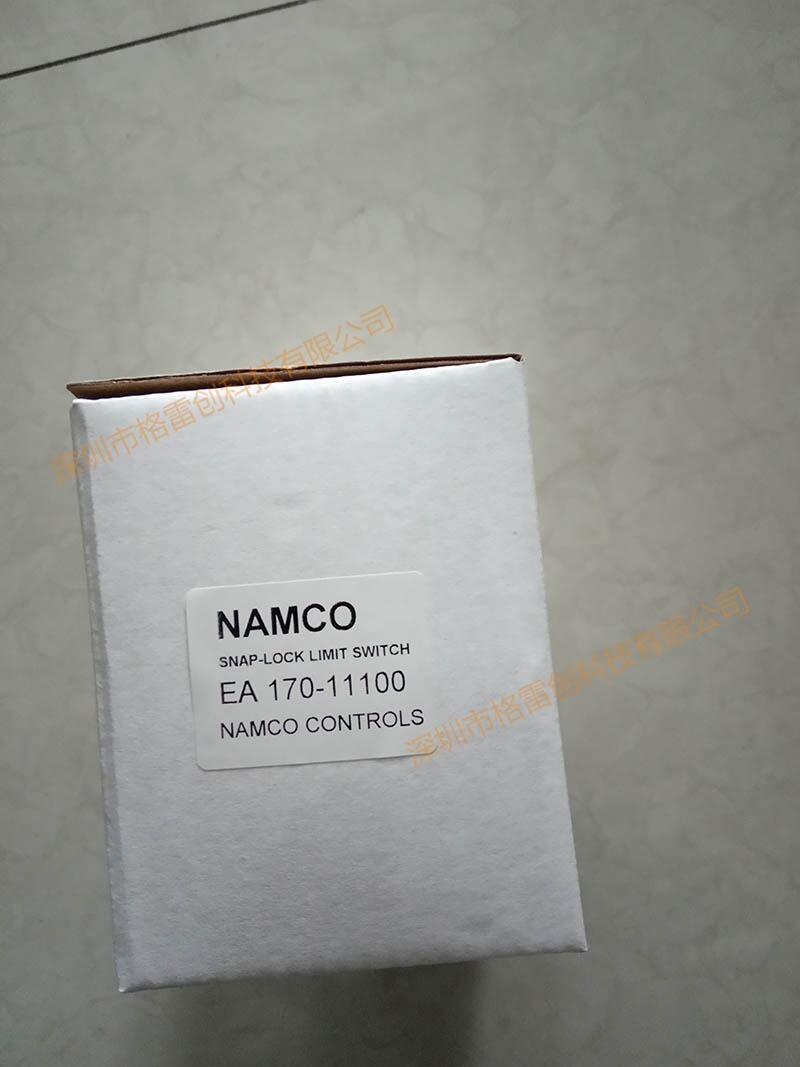 深圳市格雷创科技有限公司
NAMCO
SNAP-LOCK LIMIT SWITCH
EA 170-11100
NAMCO CONTROLS
深圳市格雷创科技有限公司